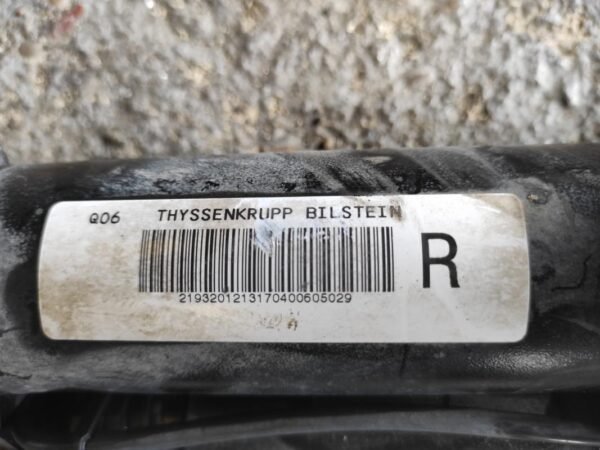 Q06 THYSSENKRUPP BILSTEIN
R
2193201213170400605029